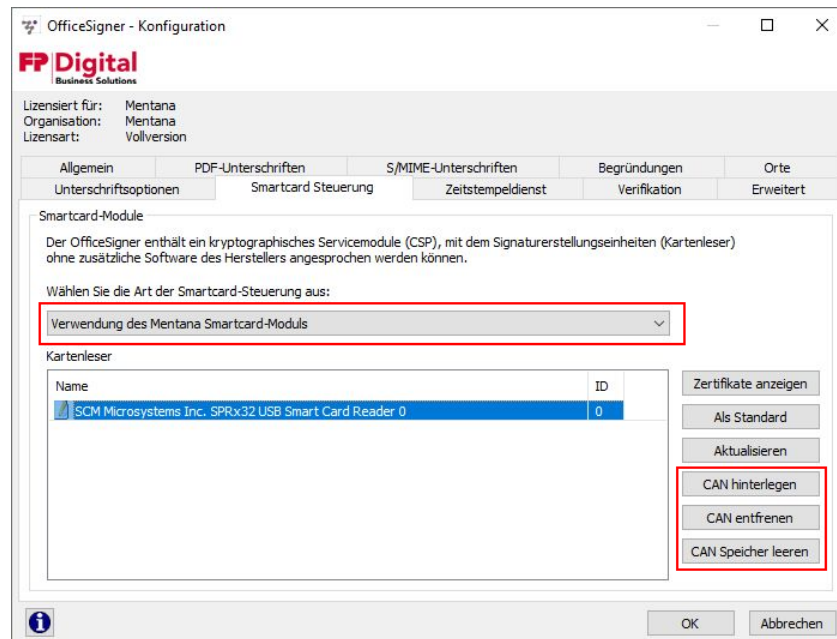 OfficeSigner - Konfiguration
FP Digital
Business Solutions
Lizensiert für: Mentana
Organisation: Mentana
Lizensart: Vollversion
Allgemein PDF-Unterschriften S/MIME-Unterschriften Begründungen Orte
Unterschriftsoptionen Smartcard Steuerung Zeitstempeldienst Verifikation Erweitert
Smartcard-Module
Der OfficeSigner enthält ein kryptographisches Servicemodule (CSP), mit dem Signaturerstellungseinheiten (Kartenleser)
ohne zusätzliche Software des Herstellers angesprochen werden können.
Wählen Sie die Art der Smartcard-Steuerung aus:
Verwendung des Mentana Smartcard-Moduls
Kartenleser
Name ID
SCM Microsystems Inc. SPRx32 USB Smart Card Reader 0 0
Zertifikate anzeigen
Als Standard
Aktualisieren
CAN hinterlegen
CAN entfrenen
CAN Speicher leeren
OK Abbrechen